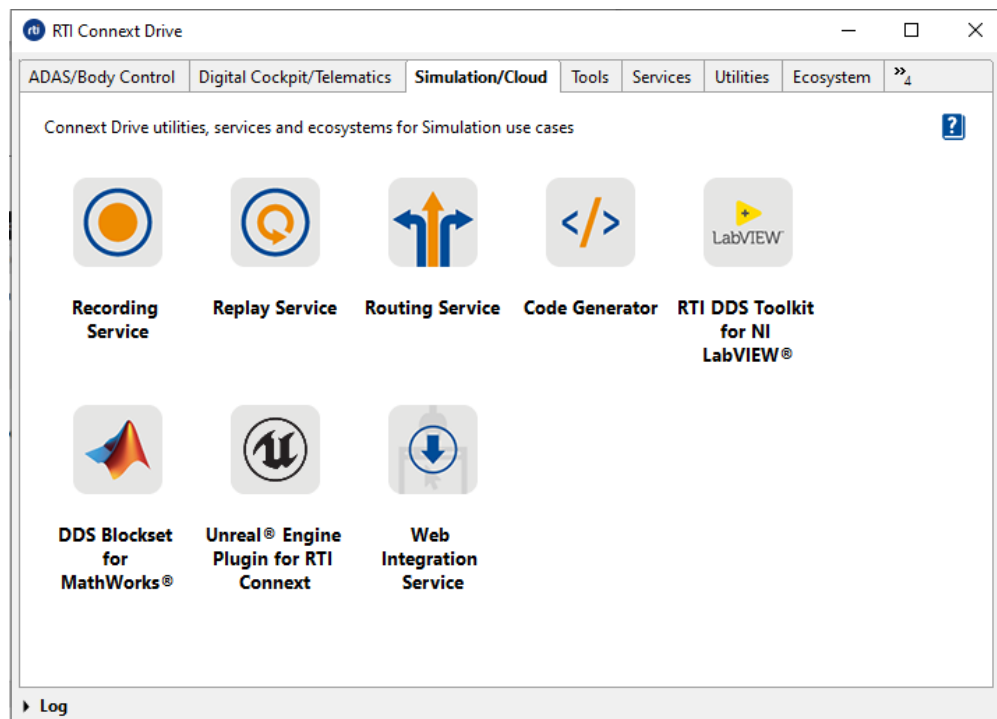 rti RTI Connext Drive
ADAS/Body Control Digital Cockpit/Telematics Simulation/Cloud Tools Services Utilities Ecosystem »4
Connext Drive utilities, services and ecosystems for Simulation use cases ?
</> LabVIEW™
Recording Replay Service Routing Service Code Generator RTI DDS Toolkit
Service for NI
LabVIEW®
DDS Blockset Unreal® Engine Web
for Plugin for RTI Integration
MathWorks® Connext Service
Log